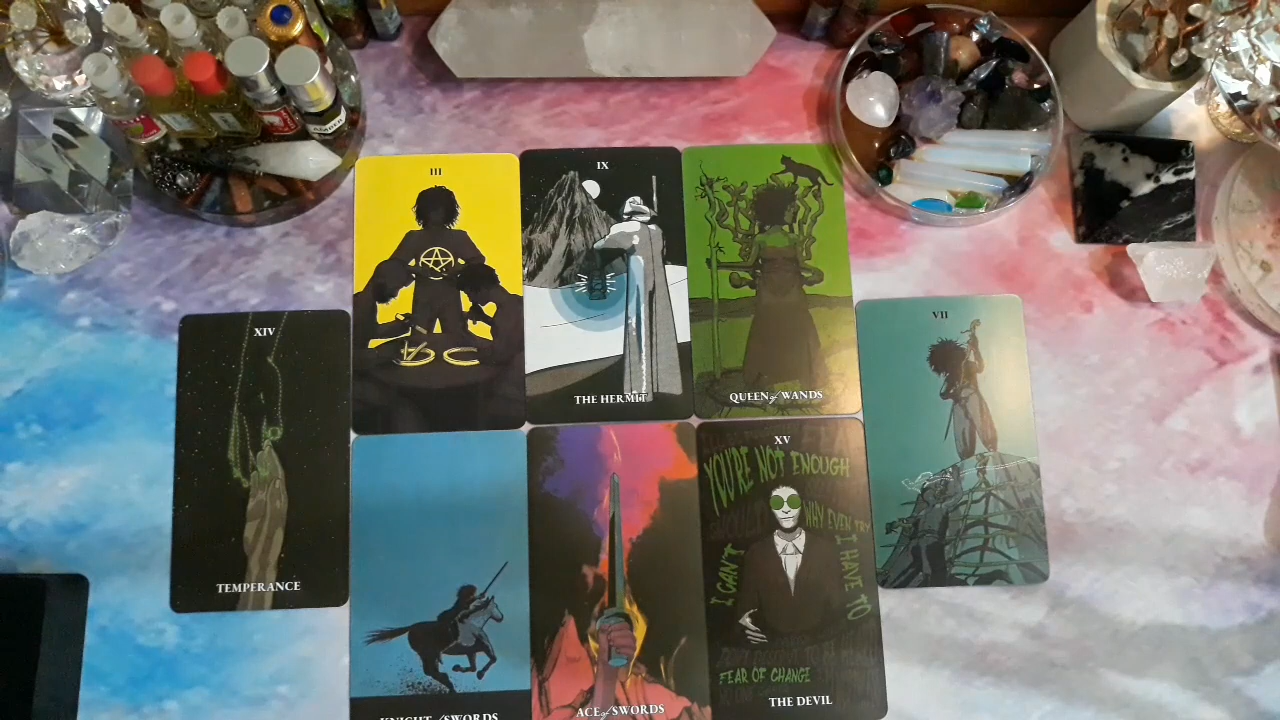 AMBER
III
IX
THE HERMIT
QUEEN of WANDS
VII
XIV
TEMPERANCE
KNIGHT of SWORDS
ACE of SWORDS
XV
YOU'RE NOT ENOUGH
WHY EVEN TRY
I CAN'T
I HAVE TO
FEAR OF CHANGE
THE DEVIL